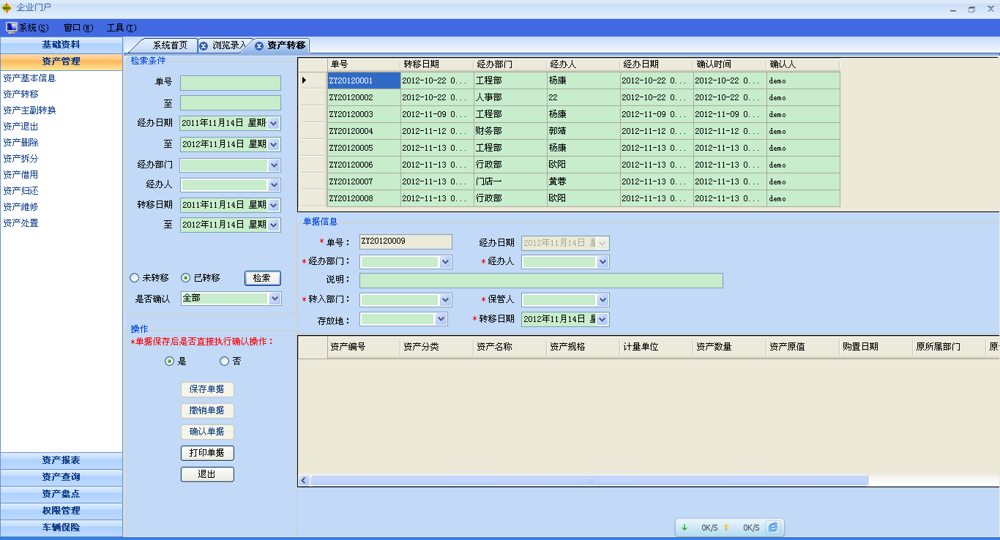 企业门户
系统(S) 窗口(W) 工具(T)
基础资料
资产管理
资产基本信息
资产转移
资产主副转换
资产退出
资产删除
资产拆分
资产借用
资产归还
资产维修
资产处置
资产报表
资产查询
资产盘点
权限管理
车辆保险
系统首页 浏览录入 资产转移
检索条件
单号
至
经办日期 2011年11月14日 星期
至 2012年11月14日 星期
经办部门
经办人
转移日期 2011年11月14日 星期
至 2012年11月14日 星期
未转移 已转移 检索
是否确认 全部
操作
*单据保存后是否直接执行确认操作：
是 否
保存单据
撤销单据
确认单据
打印单据
退出
单号 转移日期 经办部门 经办人 经办日期 确认时间 确认人
ZY20120001 2012-10-22 0... 工程部 杨康 2012-10-22 0... 2012-10-22 0... demo
ZY20120002 2012-10-22 0... 人事部 22 2012-10-22 0... 2012-10-22 0... demo
ZY20120003 2012-11-09 0... 工程部 杨康 2012-11-09 0... 2012-11-09 0... demo
ZY20120004 2012-11-12 0... 财务部 郭靖 2012-11-12 0... 2012-11-12 0... demo
ZY20120005 2012-11-13 0... 工程部 杨康 2012-11-13 0... 2012-11-13 0... demo
ZY20120006 2012-11-13 0... 行政部 欧阳 2012-11-13 0... 2012-11-13 0... demo
ZY20120007 2012-11-13 0... 门店一 黄蓉 2012-11-13 0... 2012-11-13 0... demo
ZY20120008 2012-11-13 0... 行政部 欧阳 2012-11-13 0... 2012-11-13 0... demo
单据信息
*单号： ZY20120009 经办日期 2012年11月14日 星
*经办部门： *经办人
说明：
*转入部门： *保管人
存放地： *转移日期 2012年11月14日 星
资产编号 资产分类 资产名称 资产规格 计量单位 资产数量 资产原值 购置日期 原所属部门 原
0K/S 0K/S